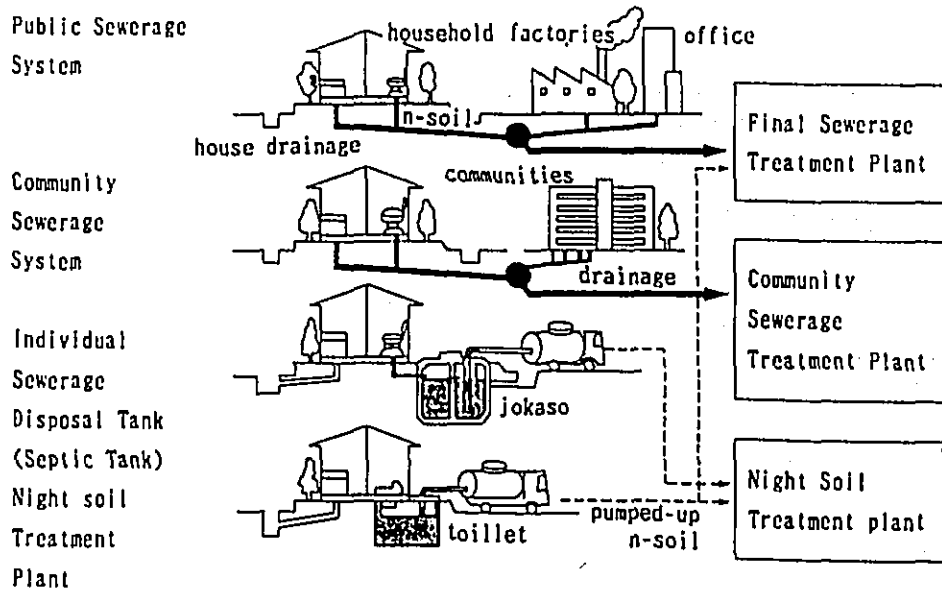 Public Sewerage
System
household factories
office
n-soil
house drainage
Final Sewerage
Treatment Plant
Community
Sewerage
System
communities
drainage
Community
Sewerage
Treatment Plant
Individual
Sewerage
Disposal Tank
(Septic Tank)
jokaso
Night soil
Treatment
Plant
toillet
pumped-up
n-soil
Night Soil
Treatment plant